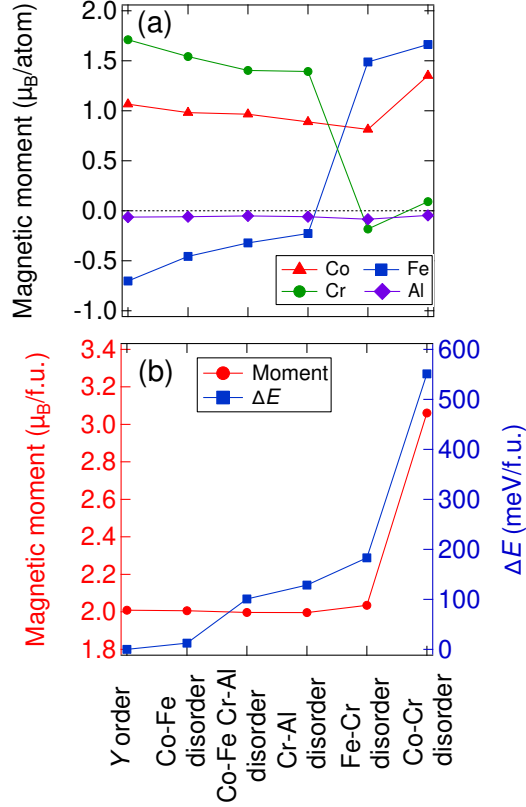 (a)
Magnetic moment (μB/atom)
2.0
1.5
1.0
0.5
0.0
-0.5
-1.0
Co Fe
Cr Al
(b)
Magnetic moment (μB/f.u.)
3.4
3.2
3.0
2.8
2.6
2.4
2.2
2.0
1.8
Moment
ΔE
600
500
400
300
200
100
0
ΔE (meV/f.u.)
Y order
Co-Fe
disorder
Co-Fe Cr-Al
disorder
Cr-Al
disorder
Fe-Cr
disorder
Co-Cr
disorder